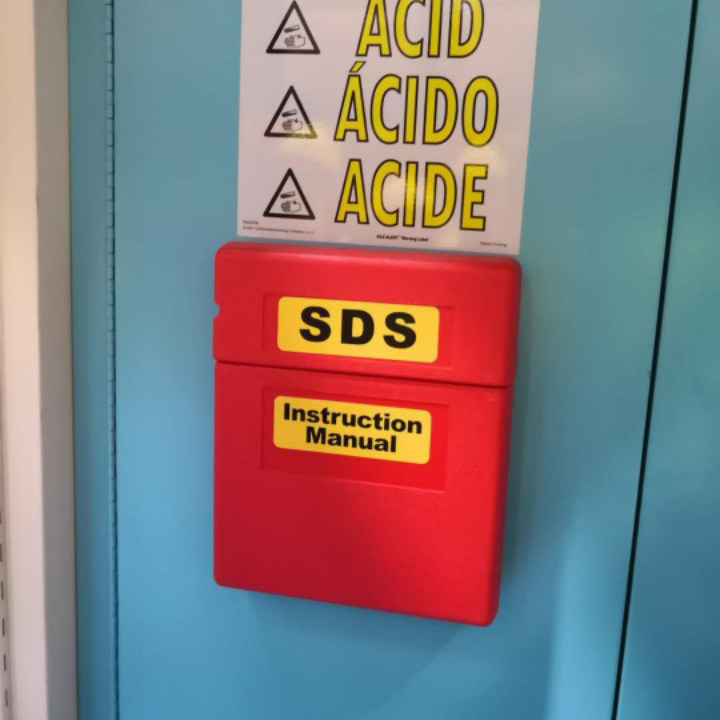 ACID
ÁCIDO
ACIDE
SDS
Instruction
Manual